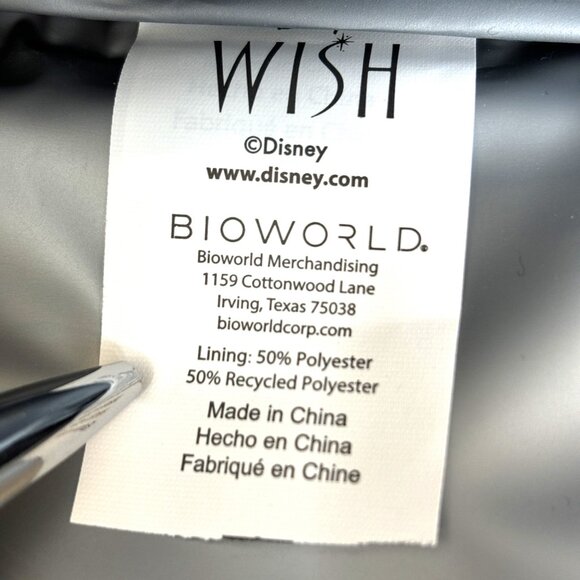 WISH
©Disney
www.disney.com
BIOWORLD®
Bioworld Merchandising
1159 Cottonwood Lane
Irving, Texas 75038
bioworldcorp.com
Lining: 50% Polyester
50% Recycled Polyester
Made in China
Hecho en China
Fabriqué en Chine